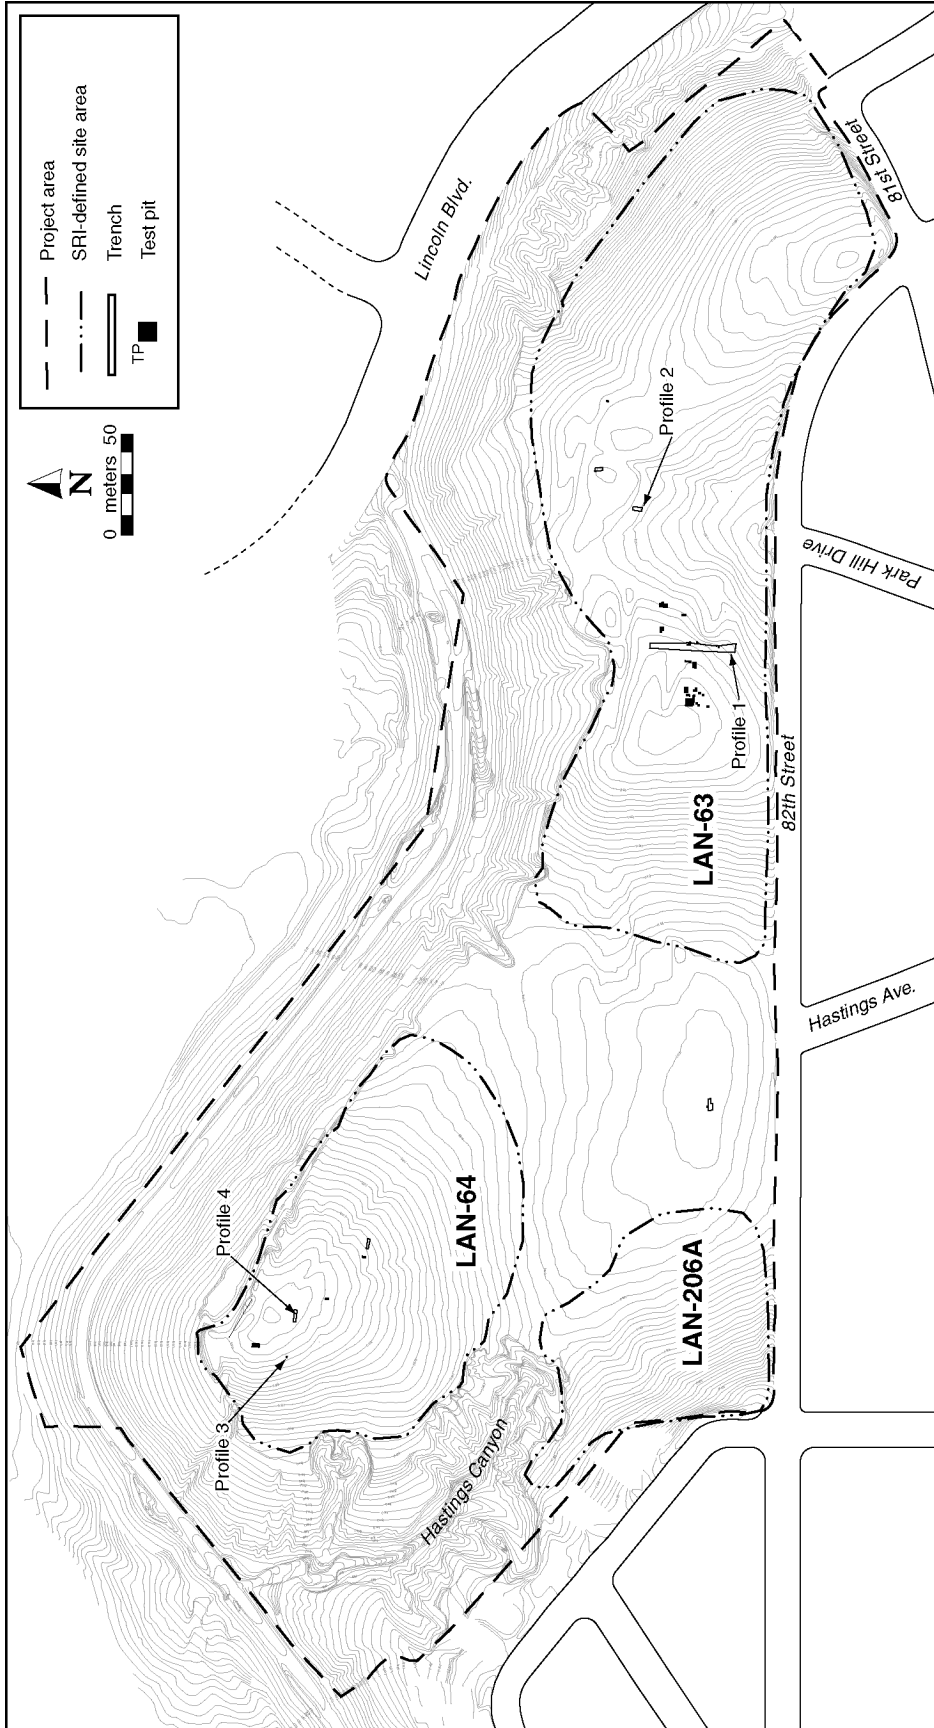 Project area
SRI-defined site area
Trench
TP
Test pit
N
0 meters 50
Lincoln Blvd.
81st Street
Profile 2
Park Hill Drive
Profile 1
82th Street
LAN-63
Hastings Ave.
Profile 4
LAN-64
LAN-206A
Profile 3
Hastings Canyon